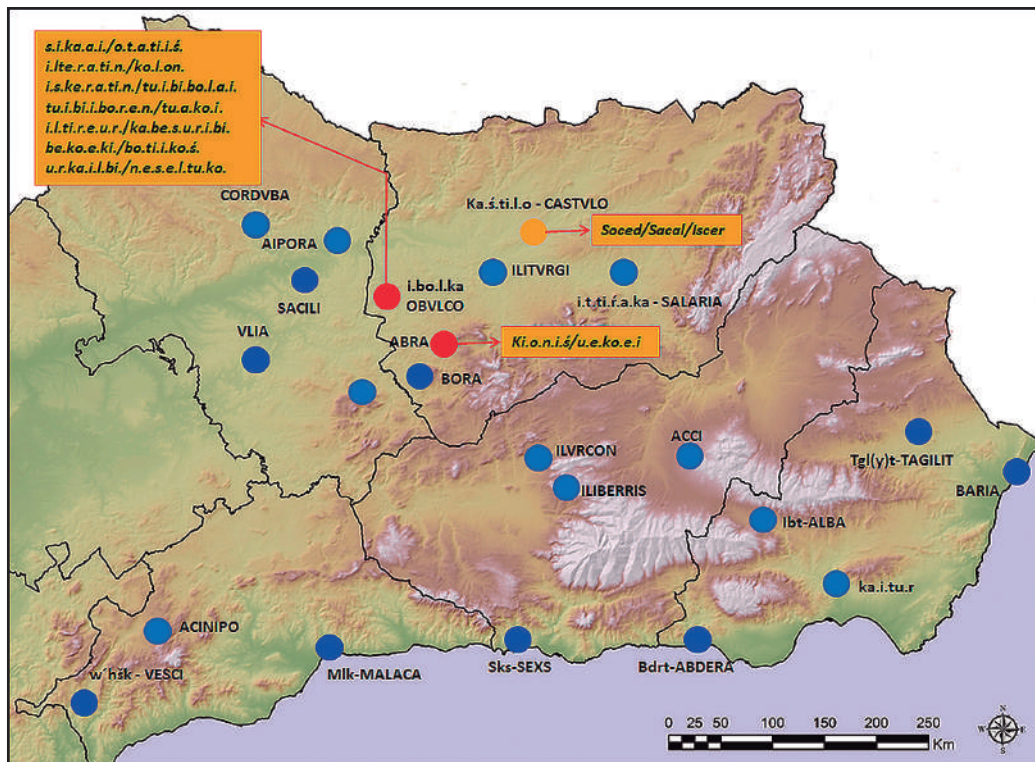 s.i.ka.a.i./o.t.a.ti.i.ś.
i.lte.r.a.ti.n./ko.l.on.
i.s.ke.r.a.ti.n./tu.i.bi.bo.l.a.i.
tu.i.bi.i.bo.r.e.n./tu.a.ko.i.
i.l.ti.r.e.u.r./ka.be.s.u.r.i.bi.
be.ko.e.ki./bo.ti.i.ko.ś.
u.r.ka.i.l.bi./n.e.s.e.l.tu.ko.
CORDVBA
Ka.ś.ti.l.o - CASTVLO
Soced/Sacal/Iscer
AIPORA
ILITVRGI
SACILI
i.bo.l.ka
OBVLCO
i.t.ti.ŕ.a.ka - SALARIA
VLIA
ABRA
Ki.o.n.i.ś/u.e.ko.e.i
BORA
ILVRCON
ACCI
Tgl(y)t-TAGILIT
ILIBERRIS
BARIA
lbt-ALBA
ka.i.tu.r
ACINIPO
w´hšk - VESCI
Mlk-MALACA
Sks-SEXS
Bdrt-ABDERA
0 25 50 100 150 200 250
Km
N
W E
S